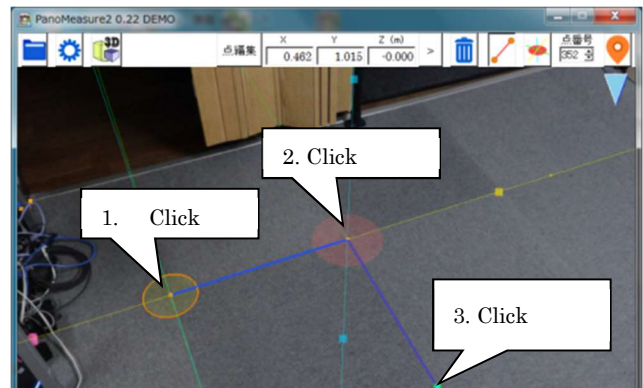 PanoMeasure2 0.22 DEMO
3D
点編集
X Y Z (m)
0.462 1.015 -0.000
>
点番号
352
2. Click
1. Click
3. Click